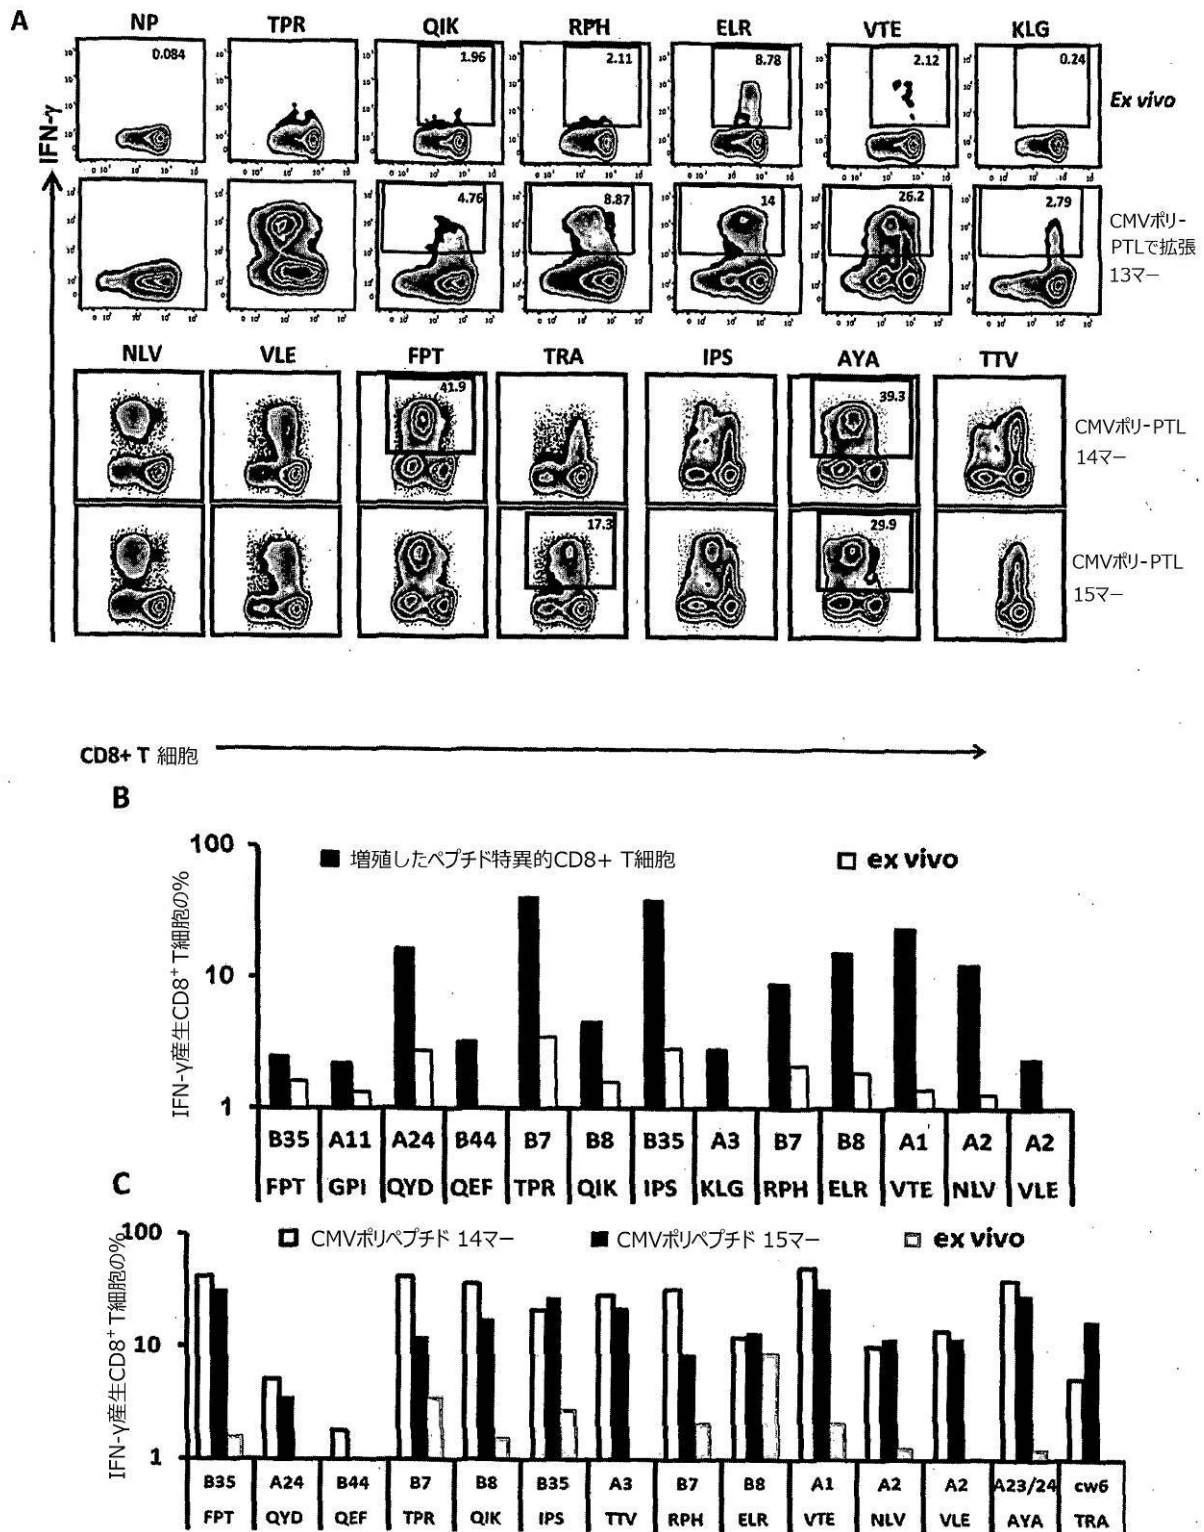 A
NP TPR QIK RPH ELR VTE KLG
0.084 1.96 2.11 8.78 2.12 0.24
Ex vivo
IFN-γ
4.76 8.87 14 26.2 2.79
CMVポリ-
PTLで拡張
13マー
NLV VLE FPT TRA IPS AYA TTV
41.9 39.3
CMVポリ-PTL
14マー
17.3 29.9
CMVポリ-PTL
15マー
CD8+ T 細胞
B
IFN-γ産生CD8+ T細胞の%
100
10
1
増殖したペプチド特異的CD8+ T細胞 ex vivo
B35 A11 A24 B44 B7 B8 B35 A3 B7 B8 A1 A2 A2
FPT GPI QYD QEF TPR QIK IPS KLG RPH ELR VTE NLV VLE
C
IFN-γ産生CD8+ T細胞の%
100
10
1
CMVポリペプチド 14マー CMVポリペプチド 15マー ex vivo
B35 A24 B44 B7 B8 B35 A3 B7 B8 A1 A2 A2 A23/24 cw6
FPT QYD QEF TPR QIK IPS TTV RPH ELR VTE NLV VLE AYA TRA